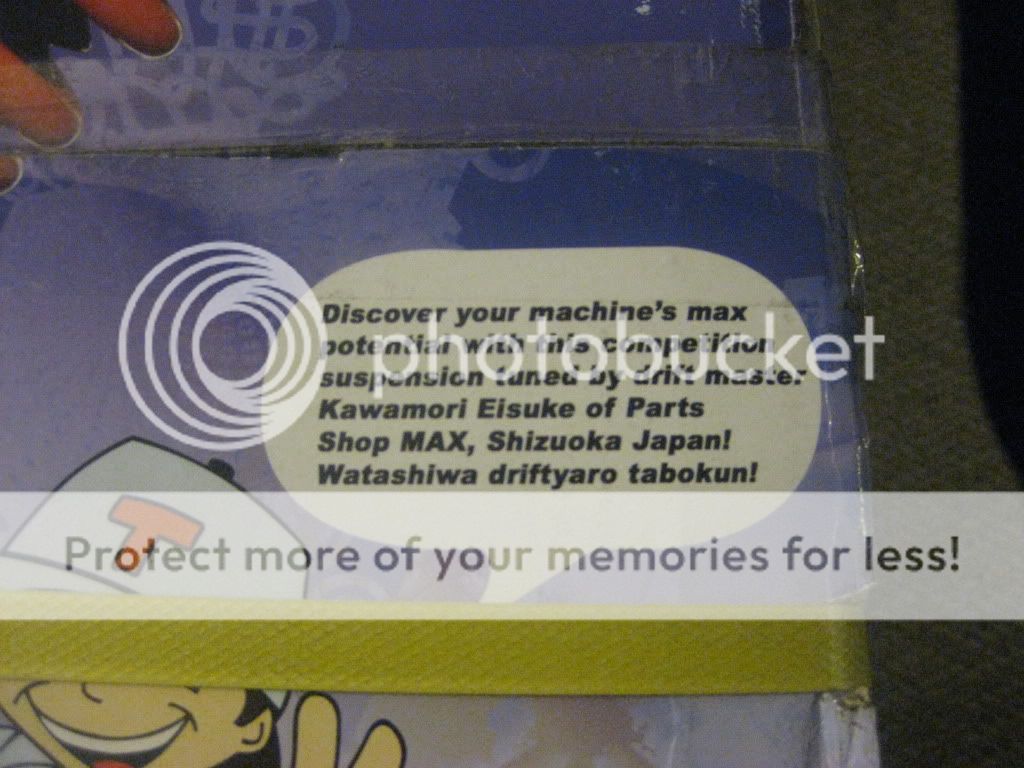 Discover your machine's max
potential with this competition
suspension tuned by drift master
Kawamori Eisuke of Parts
Shop MAX, Shizuoka Japan!
Watashiwa driftyaro tabokun!
photobucket
T
Protect more of your memories for less!